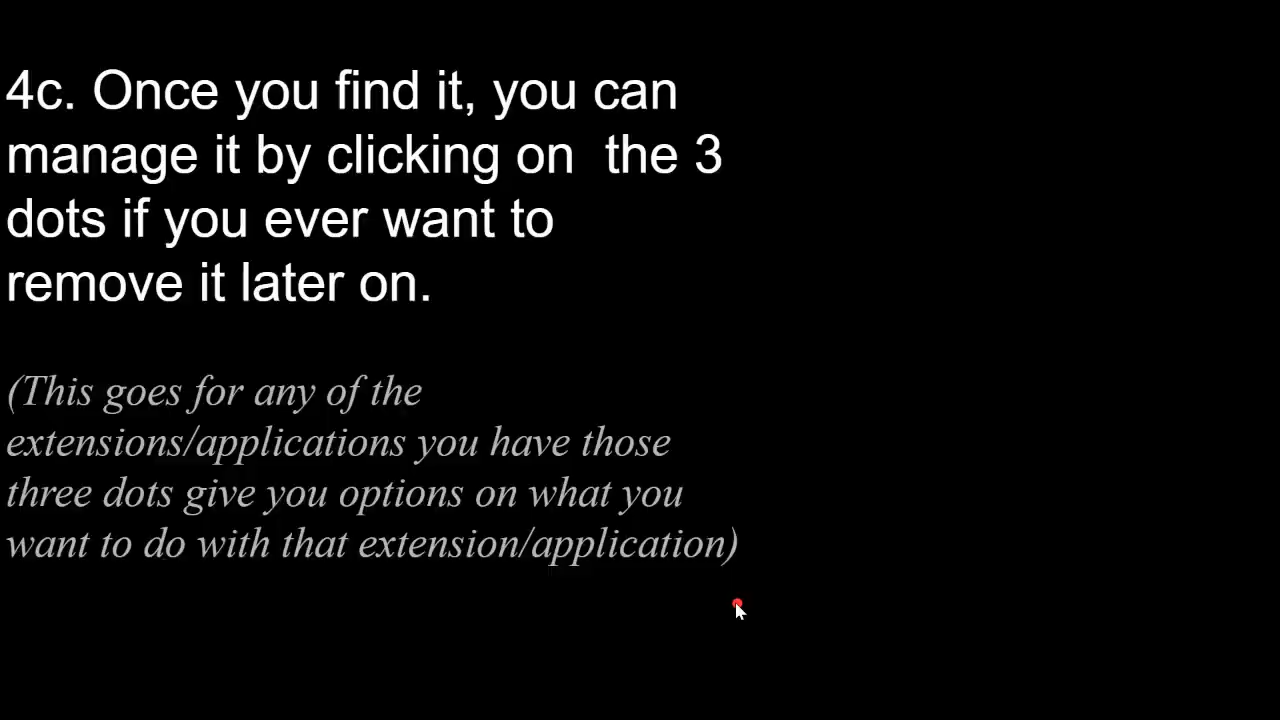 4c. Once you find it, you can
manage it by clicking on  the 3
dots if you ever want to
remove it later on.
(This goes for any of the
extensions/applications you have those
three dots give you options on what you
want to do with that extension/application)